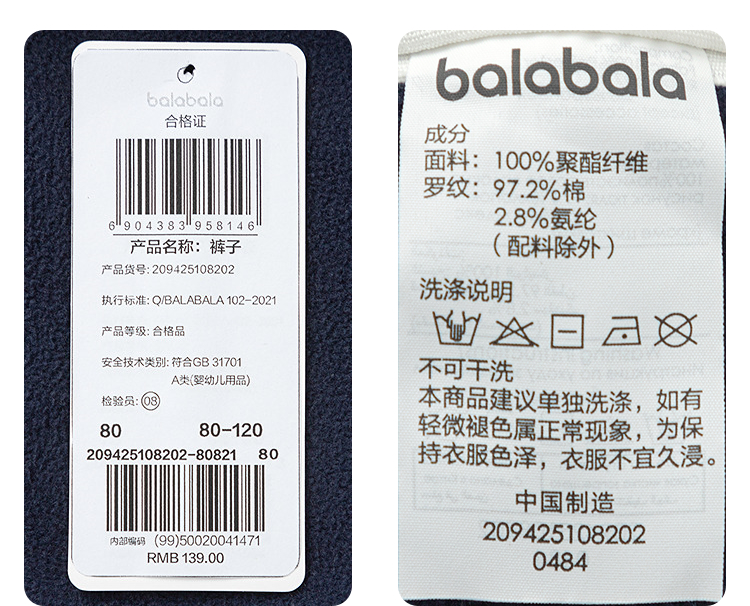 balabala
合格证
6 904383 958146
产品名称: 裤子
产品货号: 209425108202
执行标准: Q/BALABALA 102-2021
产品等级: 合格品
安全技术类别: 符合GB 31701
A类(婴幼儿用品)
检验员: 08
80 80-120
209425108202-80821 80
内部编码 (99)50020041471
RMB 139.00
balabala
成分
面料: 100%聚酯纤维
罗纹: 97.2%棉
2.8%氨纶
(配料除外)
洗涤说明
不可干洗
本商品建议单独洗涤, 如有
轻微褪色属正常现象, 为保
持衣服色泽, 衣服不宜久浸。
中国制造
209425108202
0484